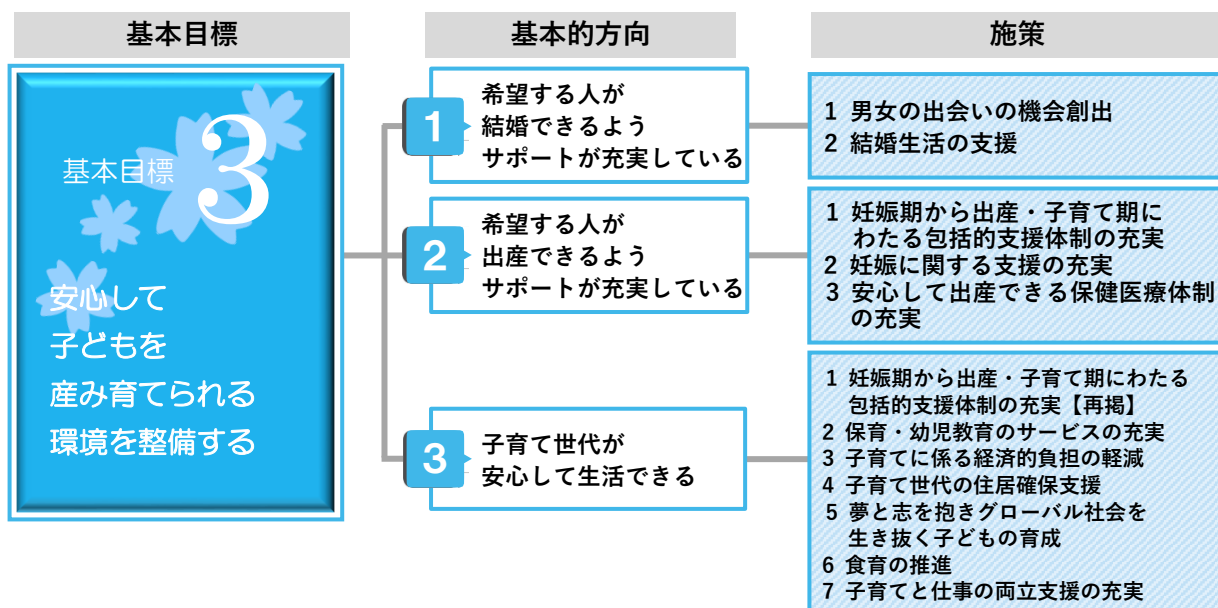 基本目標
基本的方向
施策
基本目標
3
安心して
子どもを
産み育てられる
環境を整備する
1
希望する人が
結婚できるよう
サポートが充実している
1 男女の出会いの機会創出
2 結婚生活の支援
2
希望する人が
出産できるよう
サポートが充実している
1 妊娠期から出産・子育て期に
わたる包括的支援体制の充実
2 妊娠に関する支援の充実
3 安心して出産できる保健医療体制
の充実
3
子育て世代が
安心して生活できる
1 妊娠期から出産・子育て期にわたる
包括的支援体制の充実【再掲】
2 保育・幼児教育のサービスの充実
3 子育てに係る経済的負担の軽減
4 子育て世代の住居確保支援
5 夢と志を抱きグローバル社会を
生き抜く子どもの育成
6 食育の推進
7 子育てと仕事の両立支援の充実